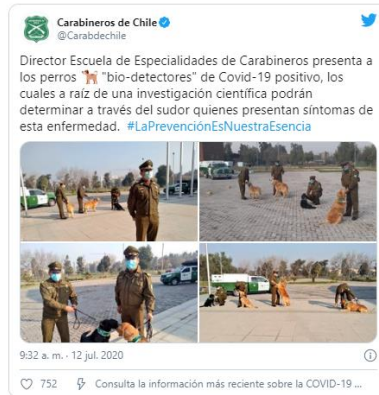 Carabineros de Chile
@Carabdechile
Director Escuela de Especialidades de Carabineros presenta a
los perros 🐕 "bio-detectores" de Covid-19 positivo, los
cuales a raíz de una investigación científica podrán
determinar a través del sudor quienes presentan síntomas de
esta enfermedad. #LaPrevenciónEsNuestraEsencia
9:32 a. m. · 12 jul. 2020
752 Consulta la información más reciente sobre la COVID-19 ...